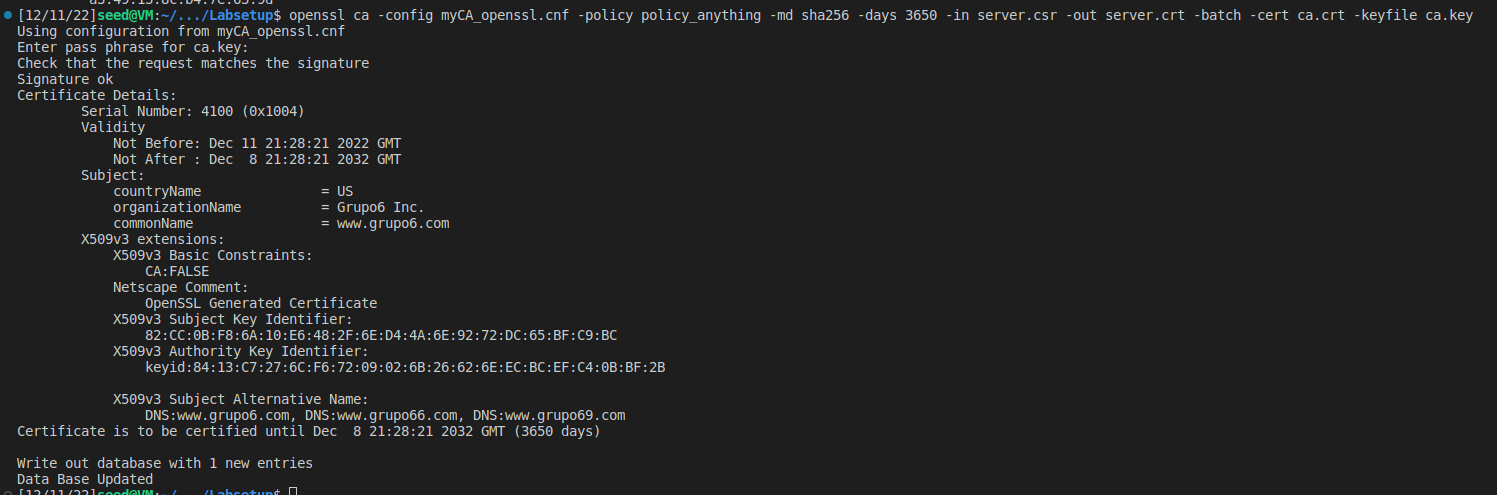 [12/11/22]seed@VM:~/.../Labsetup$ openssl ca -config myCA_openssl.cnf -policy policy_anything -md sha256 -days 3650 -in server.csr -out server.crt -batch -cert ca.crt -keyfile ca.key
Using configuration from myCA_openssl.cnf
Enter pass phrase for ca.key:
Check that the request matches the signature
Signature ok
Certificate Details:
        Serial Number: 4100 (0x1004)
        Validity
            Not Before: Dec 11 21:28:21 2022 GMT
            Not After : Dec  8 21:28:21 2032 GMT
        Subject:
            countryName               = US
            organizationName          = Grupo6 Inc.
            commonName                = www.grupo6.com
        X509v3 extensions:
            X509v3 Basic Constraints:
                CA:FALSE
            Netscape Comment:
                OpenSSL Generated Certificate
            X509v3 Subject Key Identifier:
                82:CC:0B:F8:6A:10:E6:48:2F:6E:D4:4A:6E:92:72:DC:65:BF:C9:BC
            X509v3 Authority Key Identifier:
                keyid:84:13:C7:27:6C:F6:72:09:02:6B:26:62:6E:EC:BC:EF:C4:0B:BF:2B
            X509v3 Subject Alternative Name:
                DNS:www.grupo6.com, DNS:www.grupo66.com, DNS:www.grupo69.com
Certificate is to be certified until Dec  8 21:28:21 2032 GMT (3650 days)
Write out database with 1 new entries
Data Base Updated
[12/11/22]seed@VM:~/.../Labsetup$